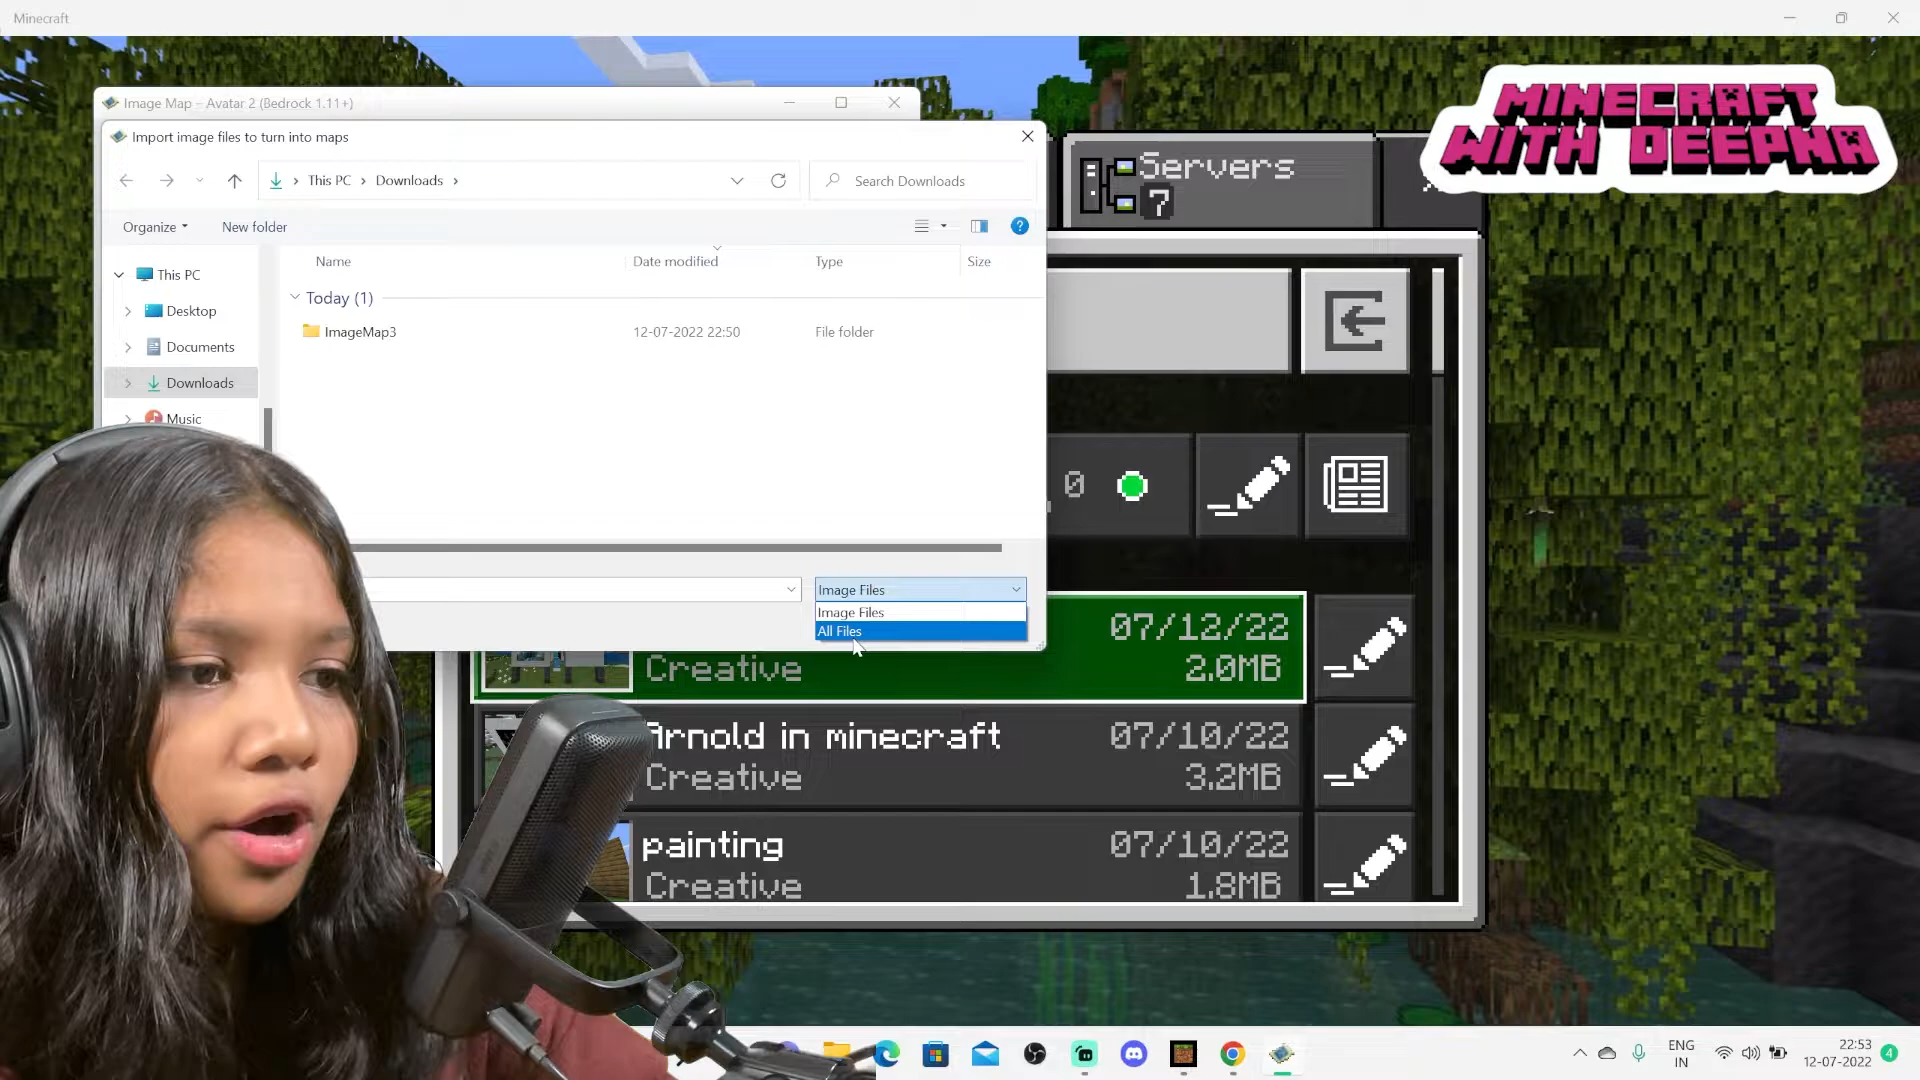 Minecraft
MINECRAFT
WITH DEEPNA
Image Map – Avatar 2 (Bedrock 1.11+)
Import image files to turn into maps
This PC
Downloads
Search Downloads
Organize
New folder
Name
Date modified
Type
Size
Today (1)
ImageMap3
12-07-2022 22:50
File folder
This PC
Desktop
Documents
Downloads
Music
Image Files
Image Files
All Files
Servers
?
0
07/12/22
Creative
2.0MB
Arnold in minecraft
07/10/22
Creative
3.2MB
painting
07/10/22
Creative
1.8MB
ENG
IN
22:53
12-07-2022
4